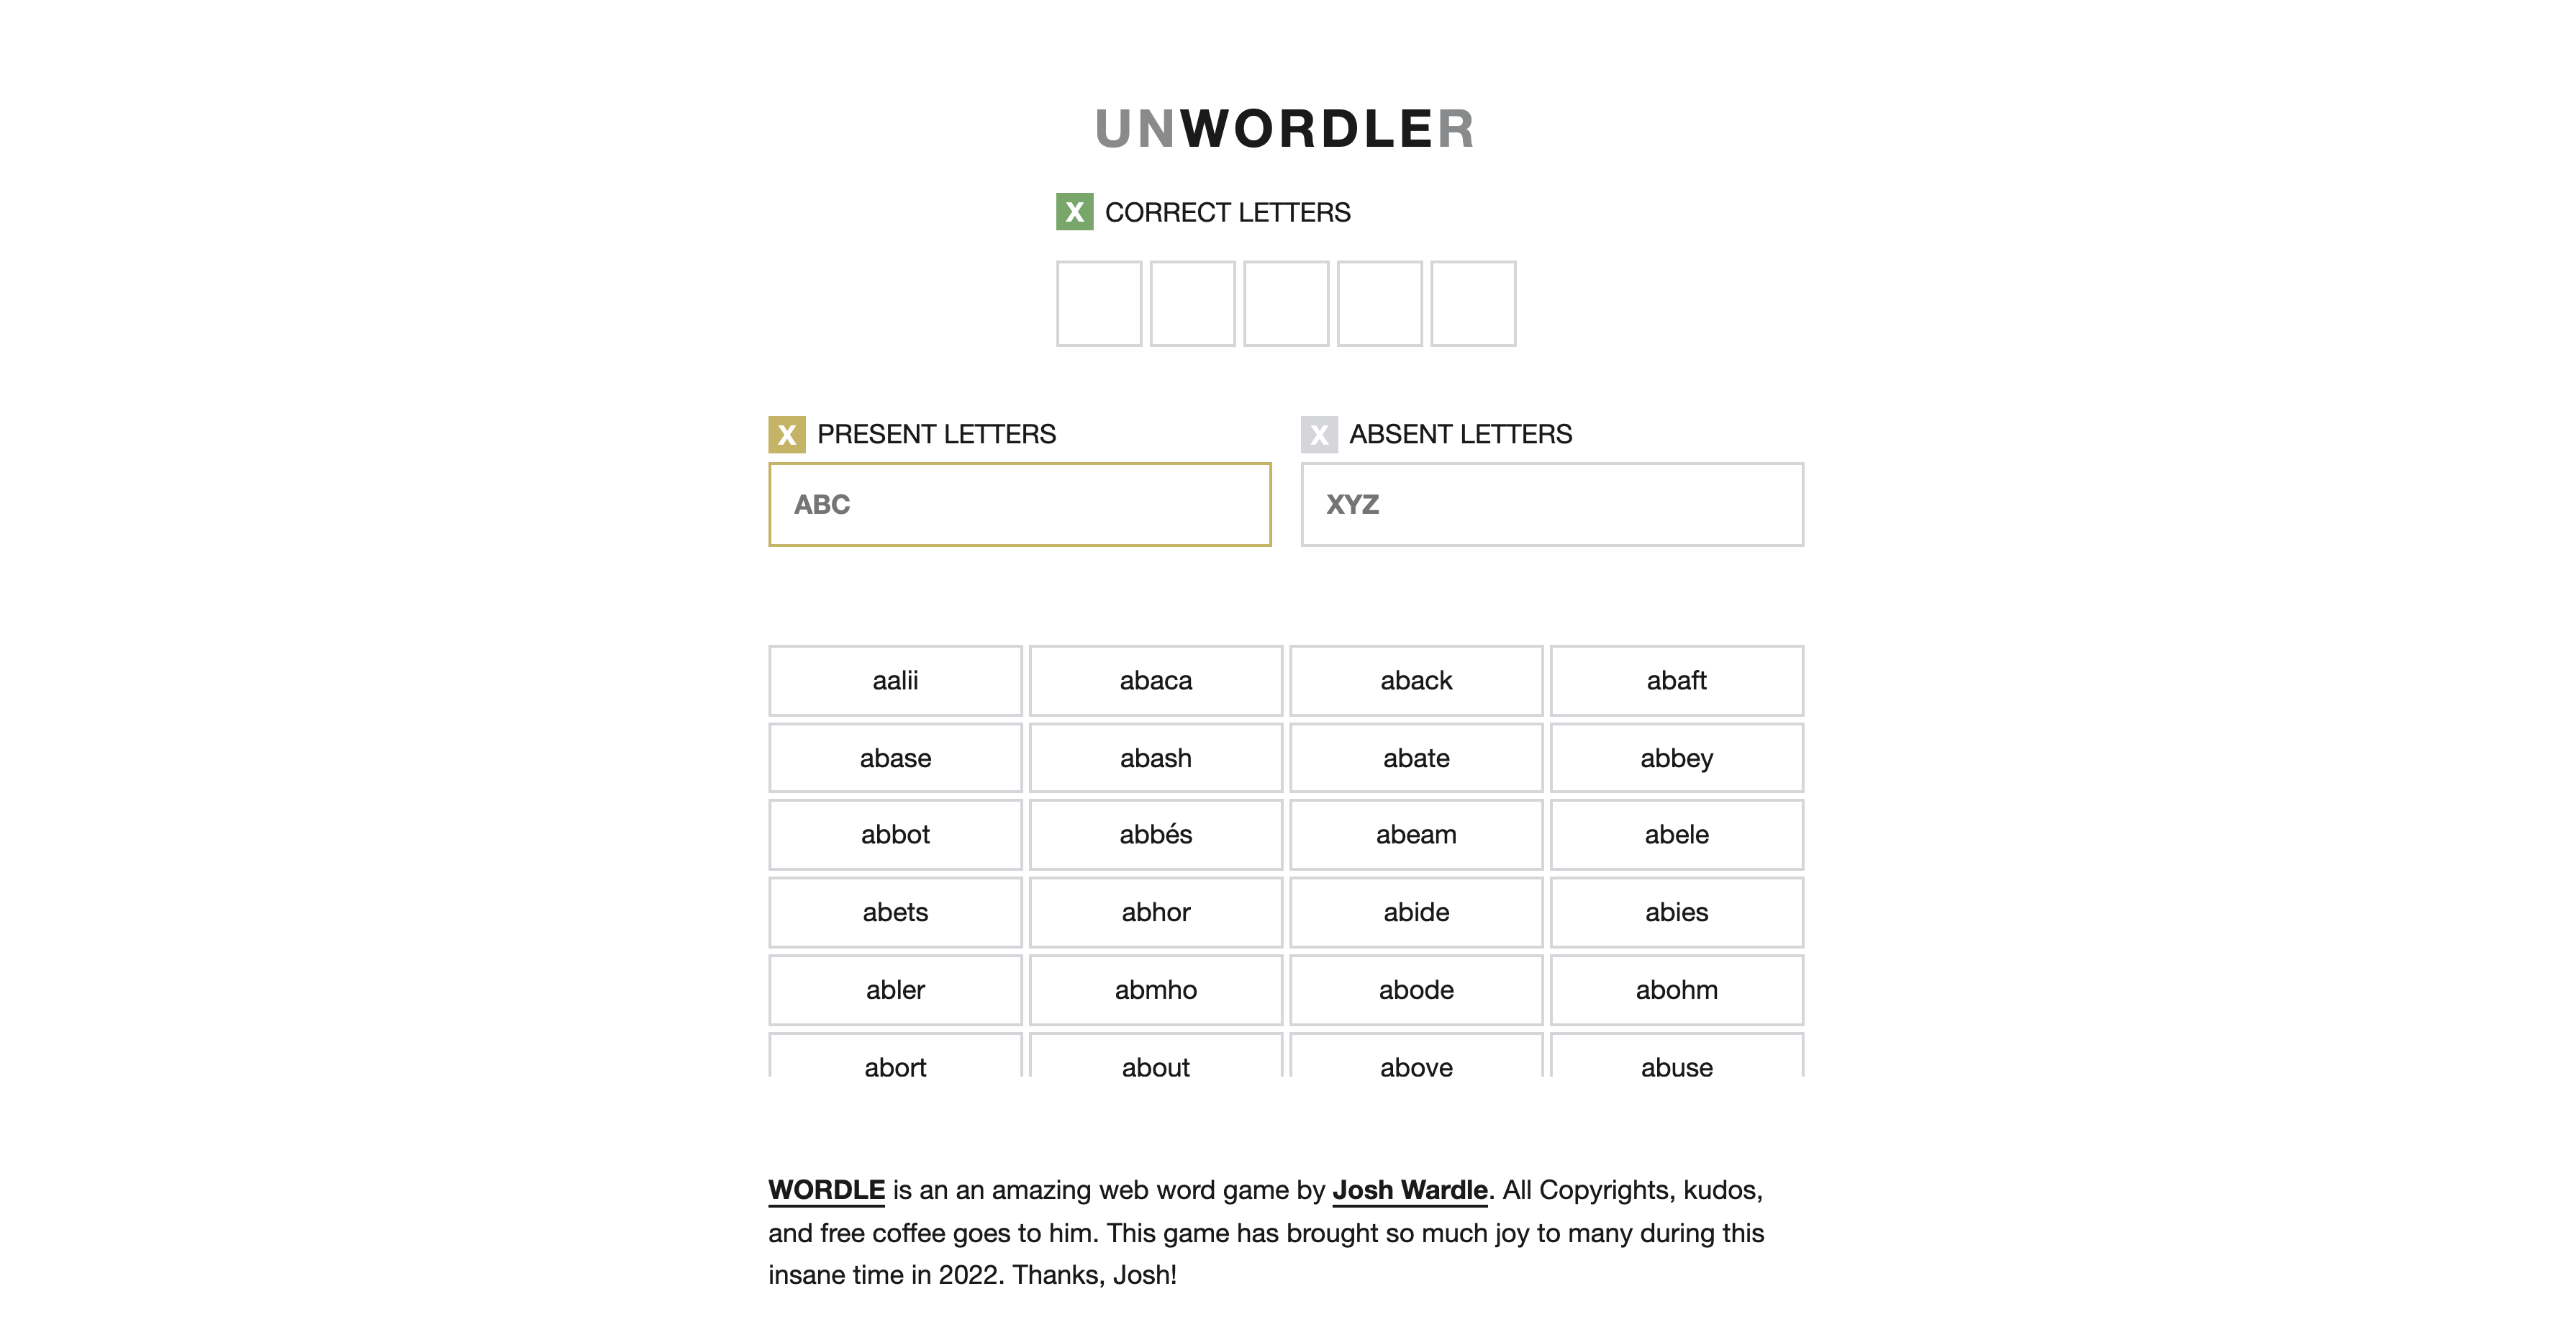 UNWORDLER
X CORRECT LETTERS
X PRESENT LETTERS
X ABSENT LETTERS
ABC
XYZ
aalii abaca aback abaft
abase abash abate abbey
abbot abbés abeam abele
abets abhor abide abies
abler abmho abode abohm
abort about above abuse
WORDLE is an an amazing web word game by Josh Wardle. All Copyrights, kudos,
and free coffee goes to him. This game has brought so much joy to many during this
insane time in 2022. Thanks, Josh!